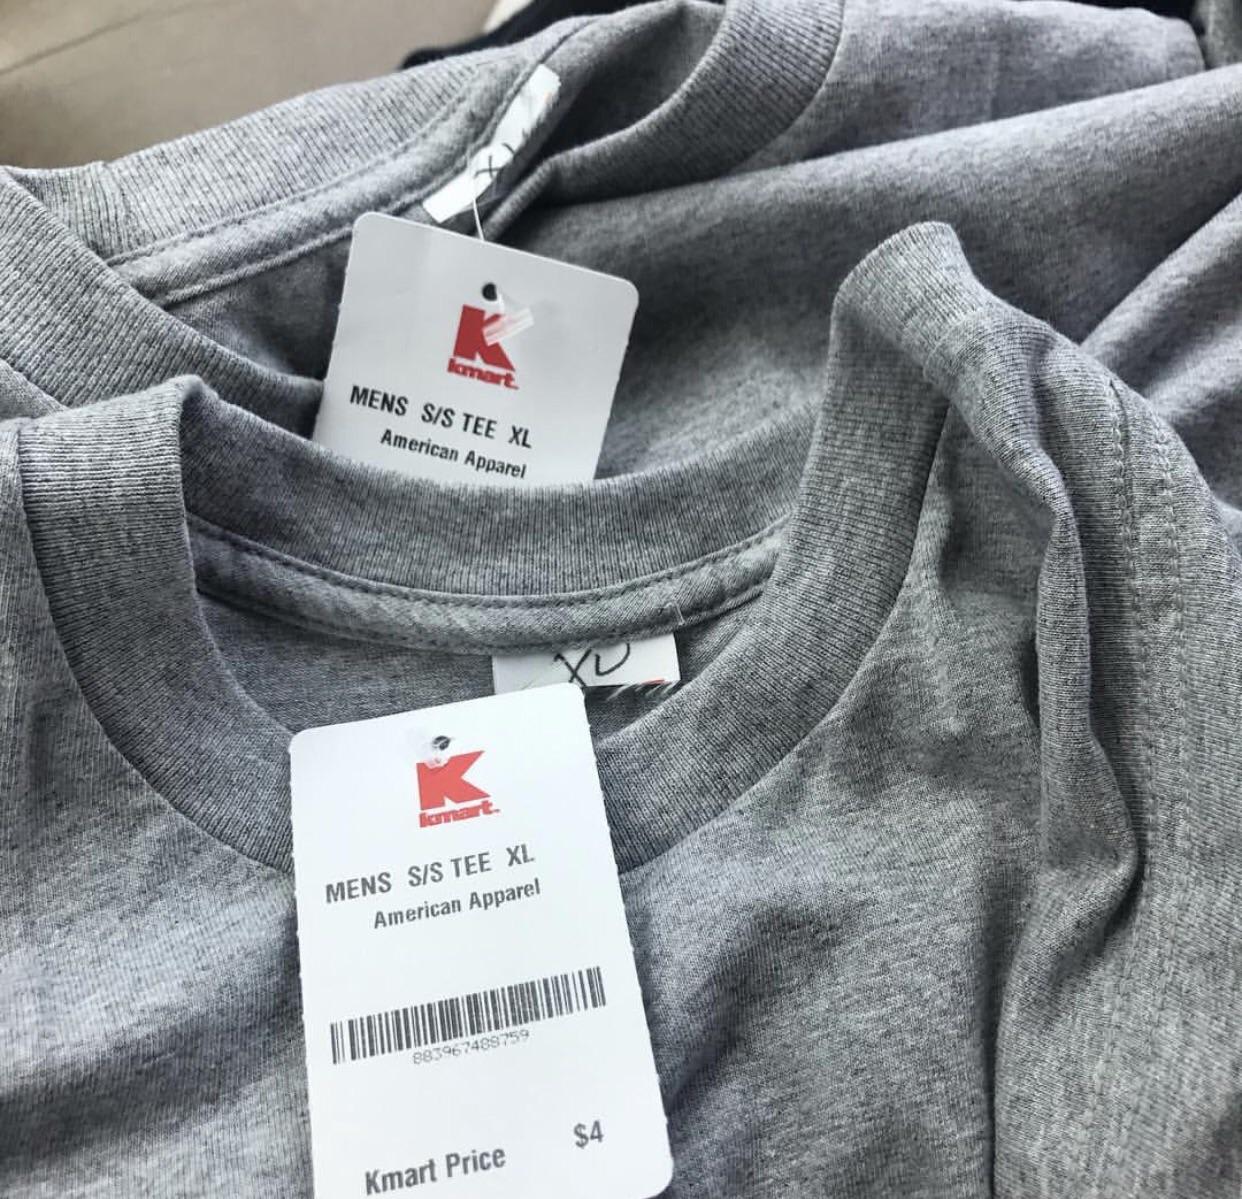 K
kmart.
MENS S/S TEE XL
American Apparel
K
kmart.
MENS S/S TEE XL
American Apparel
883967488759
Kmart Price $4